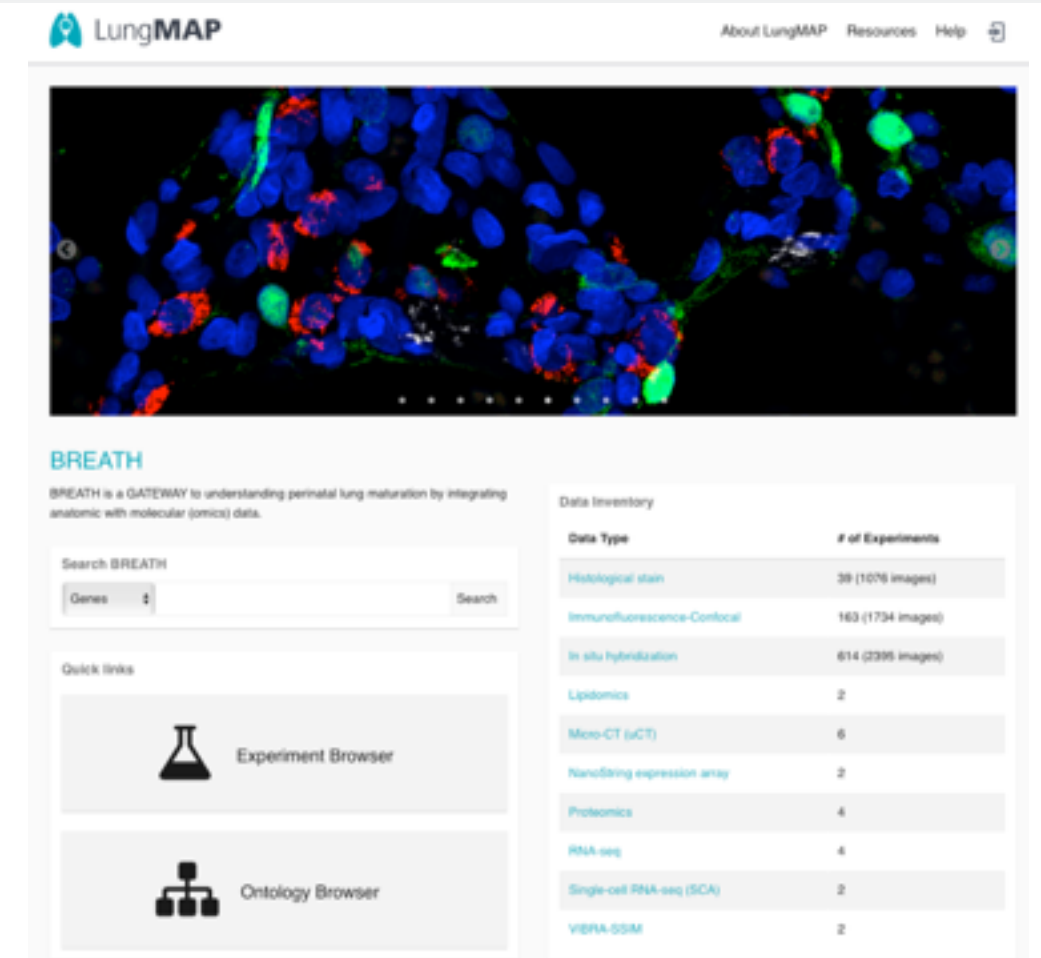 LungMAP
About LungMAP Resources Help
BREATH
BREATH is a GATEWAY to understanding perinatal lung maturation by integrating
anatomic with molecular (omics) data.
Search BREATH
Genes Search
Quick links
Experiment Browser
Ontology Browser
Data Inventory
Data Type # of Experiments
Histological stain 39 (1076 images)
Immunofluorescence-Confocal 163 (1734 images)
In situ hybridization 614 (2395 images)
Lipidomics 2
Micro-CT (uCT) 6
NanoString expression array 2
Proteomics 4
RNA-seq 4
Single-cell RNA-seq (SCA) 2
VIBRA-SSIM 2